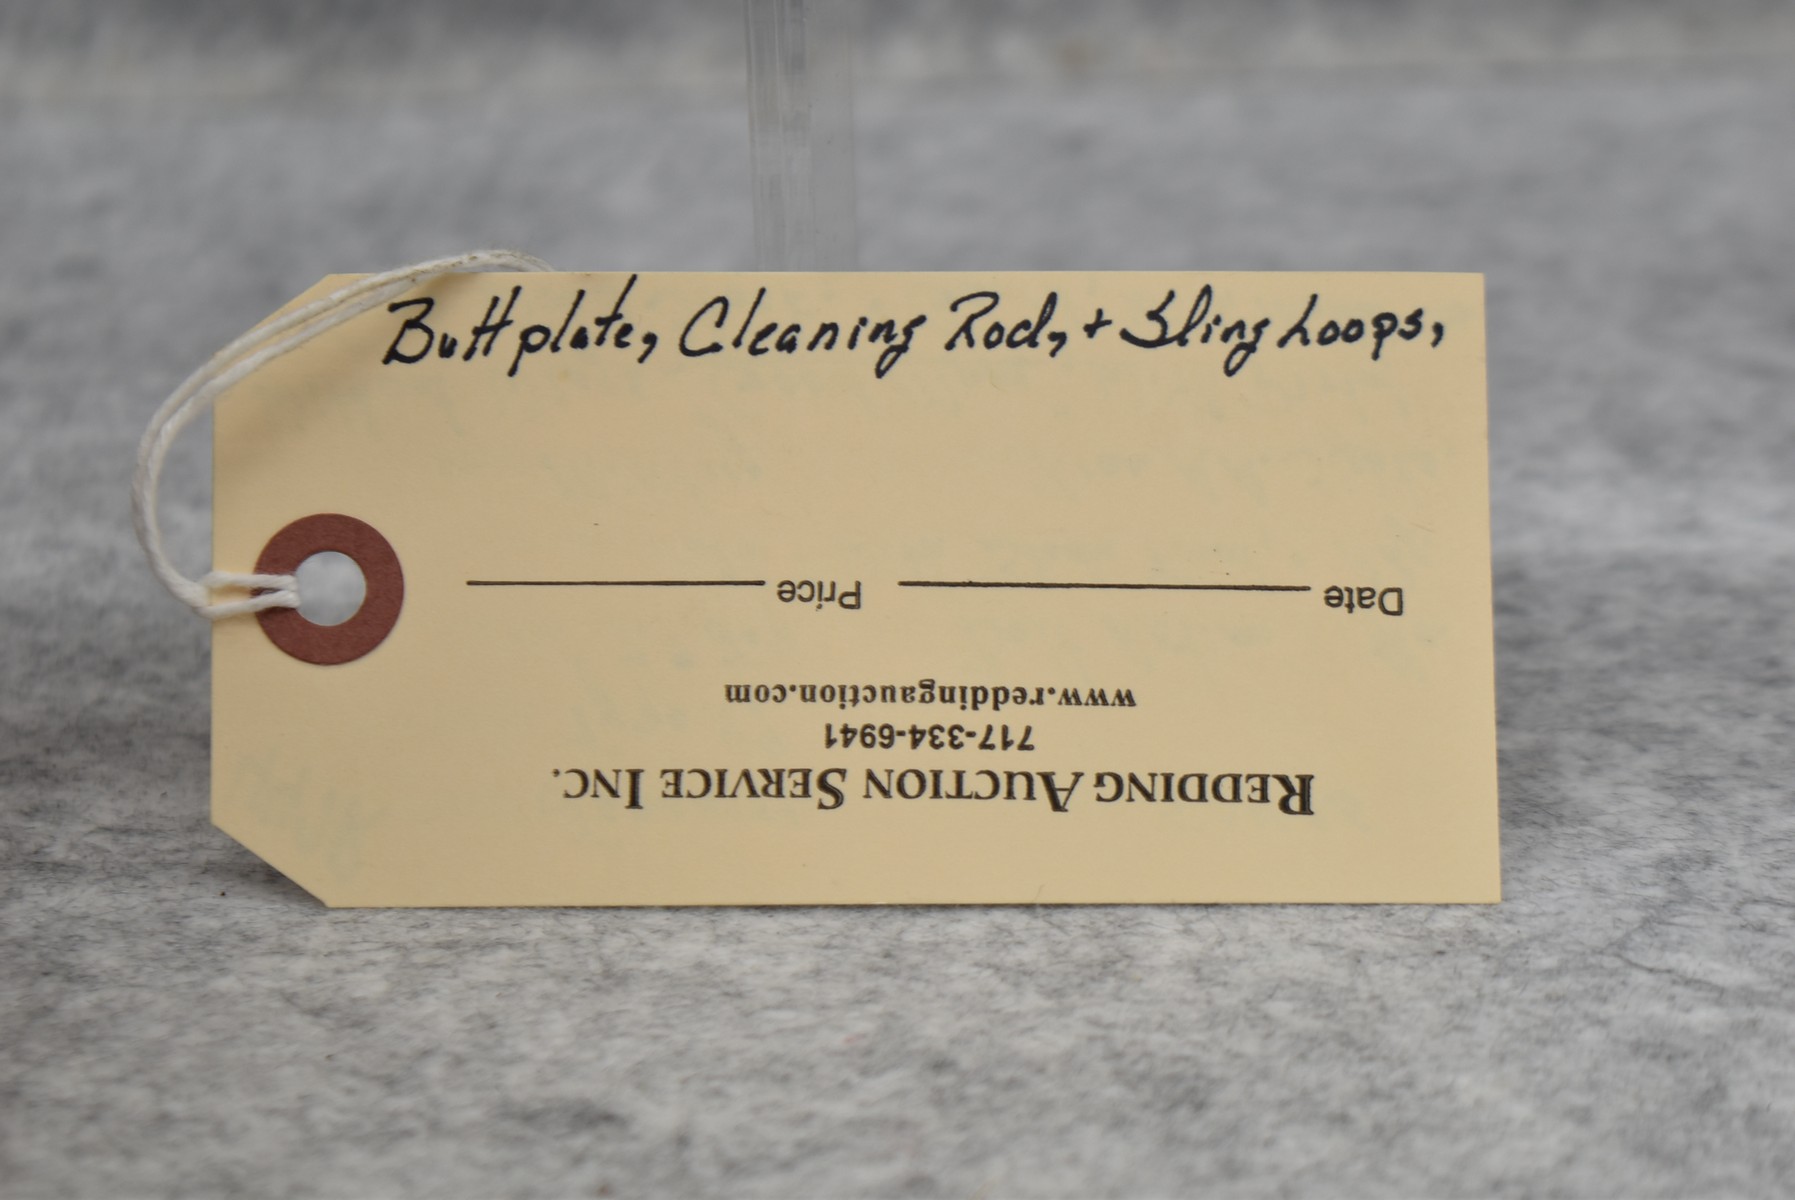 Buttplate, Cleaning Rod, + Sling Loops,
REDDING AUCTION SERVICE INC.
717-334-6941
www.reddingauction.com
Date Price